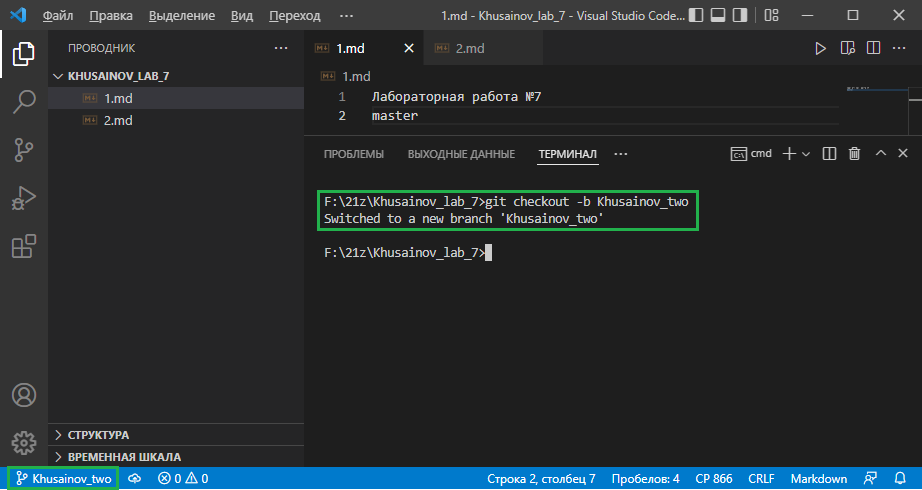 Файл Правка Выделение Вид Переход ··· 1.md - Khusainov_lab_7 - Visual Studio Code...
ПРОВОДНИК ···
KHUSAINOV_LAB_7
1.md
2.md
СТРУКТУРА
ВРЕМЕННАЯ ШКАЛА
1.md 2.md
1.md
1 Лабораторная работа №7
2 master
ПРОБЛЕМЫ ВЫХОДНЫЕ ДАННЫЕ ТЕРМИНАЛ ··· cmd
F:\21z\Khusainov_lab_7>git checkout -b Khusainov_two
Switched to a new branch 'Khusainov_two'
F:\21z\Khusainov_lab_7>
Khusainov_two 0 0 Строка 2, столбец 7 Пробелов: 4 CP 866 CRLF Markdown